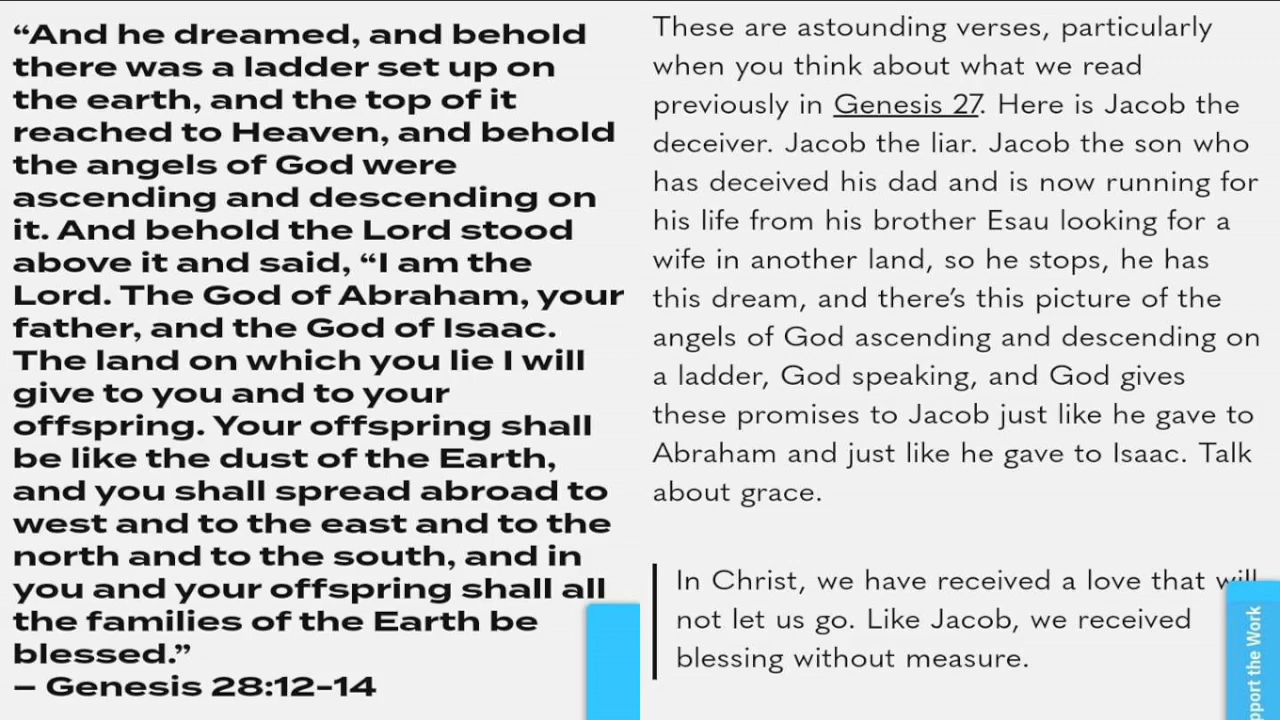 “And he dreamed, and behold
there was a ladder set up on
the earth, and the top of it
reached to Heaven, and behold
the angels of God were
ascending and descending on
it. And behold the Lord stood
above it and said, “I am the
Lord. The God of Abraham, your
father, and the God of Isaac.
The land on which you lie I will
give to you and to your
offspring. Your offspring shall
be like the dust of the Earth,
and you shall spread abroad to
west and to the east and to the
north and to the south, and in
you and your offspring shall all
the families of the Earth be
blessed.”
– Genesis 28:12-14
These are astounding verses, particularly
when you think about what we read
previously in Genesis 27. Here is Jacob the
deceiver. Jacob the liar. Jacob the son who
has deceived his dad and is now running for
his life from his brother Esau looking for a
wife in another land, so he stops, he has
this dream, and there’s this picture of the
angels of God ascending and descending on
a ladder, God speaking, and God gives
these promises to Jacob just like he gave to
Abraham and just like he gave to Isaac. Talk
about grace.
In Christ, we have received a love that will
not let us go. Like Jacob, we received
blessing without measure.
pport the Work